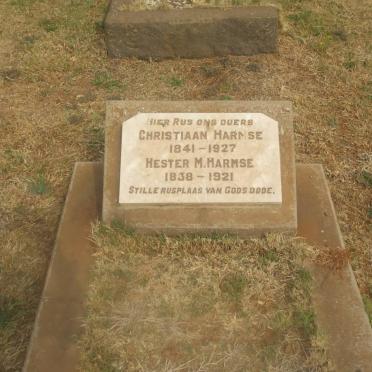 HIER RUS ONS OUERS
CHRISTIAAN HARMSE
1841-1927
HESTER M. HARMSE
1838-1921
STILLE RUSPLAAS VAN GODS DODE.